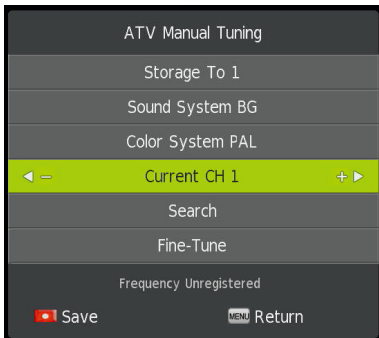 ATV Manual Tuning
Storage To 1
Sound System BG
Color System PAL
Current CH 1
Search
Fine-Tune
Frequency Unregistered
Save MENU Return